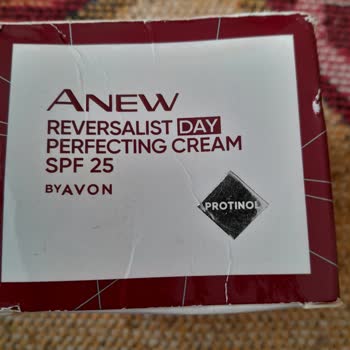 ANEW
REVERSALIST DAY
PERFECTING CREAM
SPF 25
BY AVON
PROTINOL